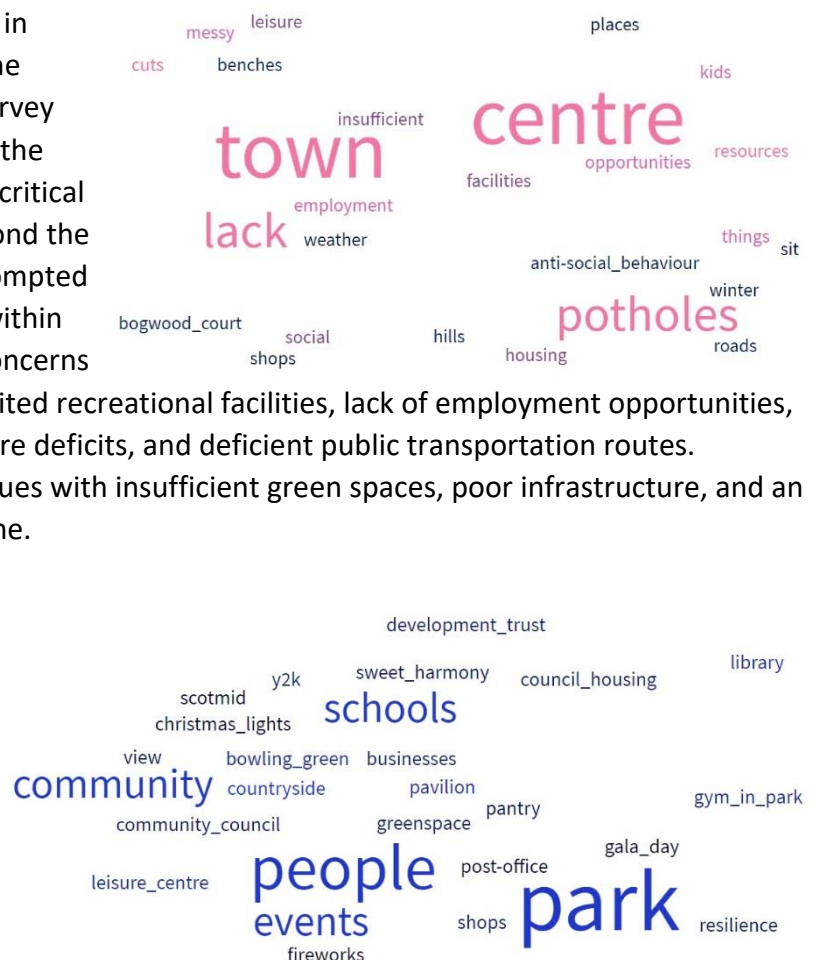 in
leisure
messy
places
cuts
benches
kids
ne
rvey
insufficient
centre
the
town
opportunities
resources
critical
facilities
employment
ond the
lack
weather
things
sit
anti-social_behaviour
ompted
winter
potholes
within
bogwood_court
social
hills
roads
oncerns
shops
housing
ited recreational facilities, lack of employment opportunities,
re deficits, and deficient public transportation routes.
ues with insufficient green spaces, poor infrastructure, and an
ne.
development_trust
library
y2k
sweet_harmony
council_housing
scotmid
schools
christmas_lights
view
bowling_green
businesses
community
countryside
pavilion
gym_in_park
pantry
community_council
greenspace
gala_day
people
post-office
leisure_centre
park
events
shops
resilience
fireworks